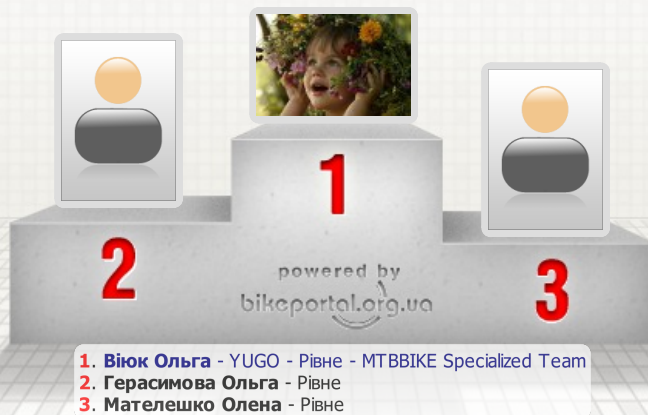 1
2
3
powered by
bikeportal.org.ua
1. Віюк Ольга - YUGO - Рівне - MTBBIKE Specialized Team
2. Герасимова Ольга - Рівне
3. Мателешко Олена - Рівне